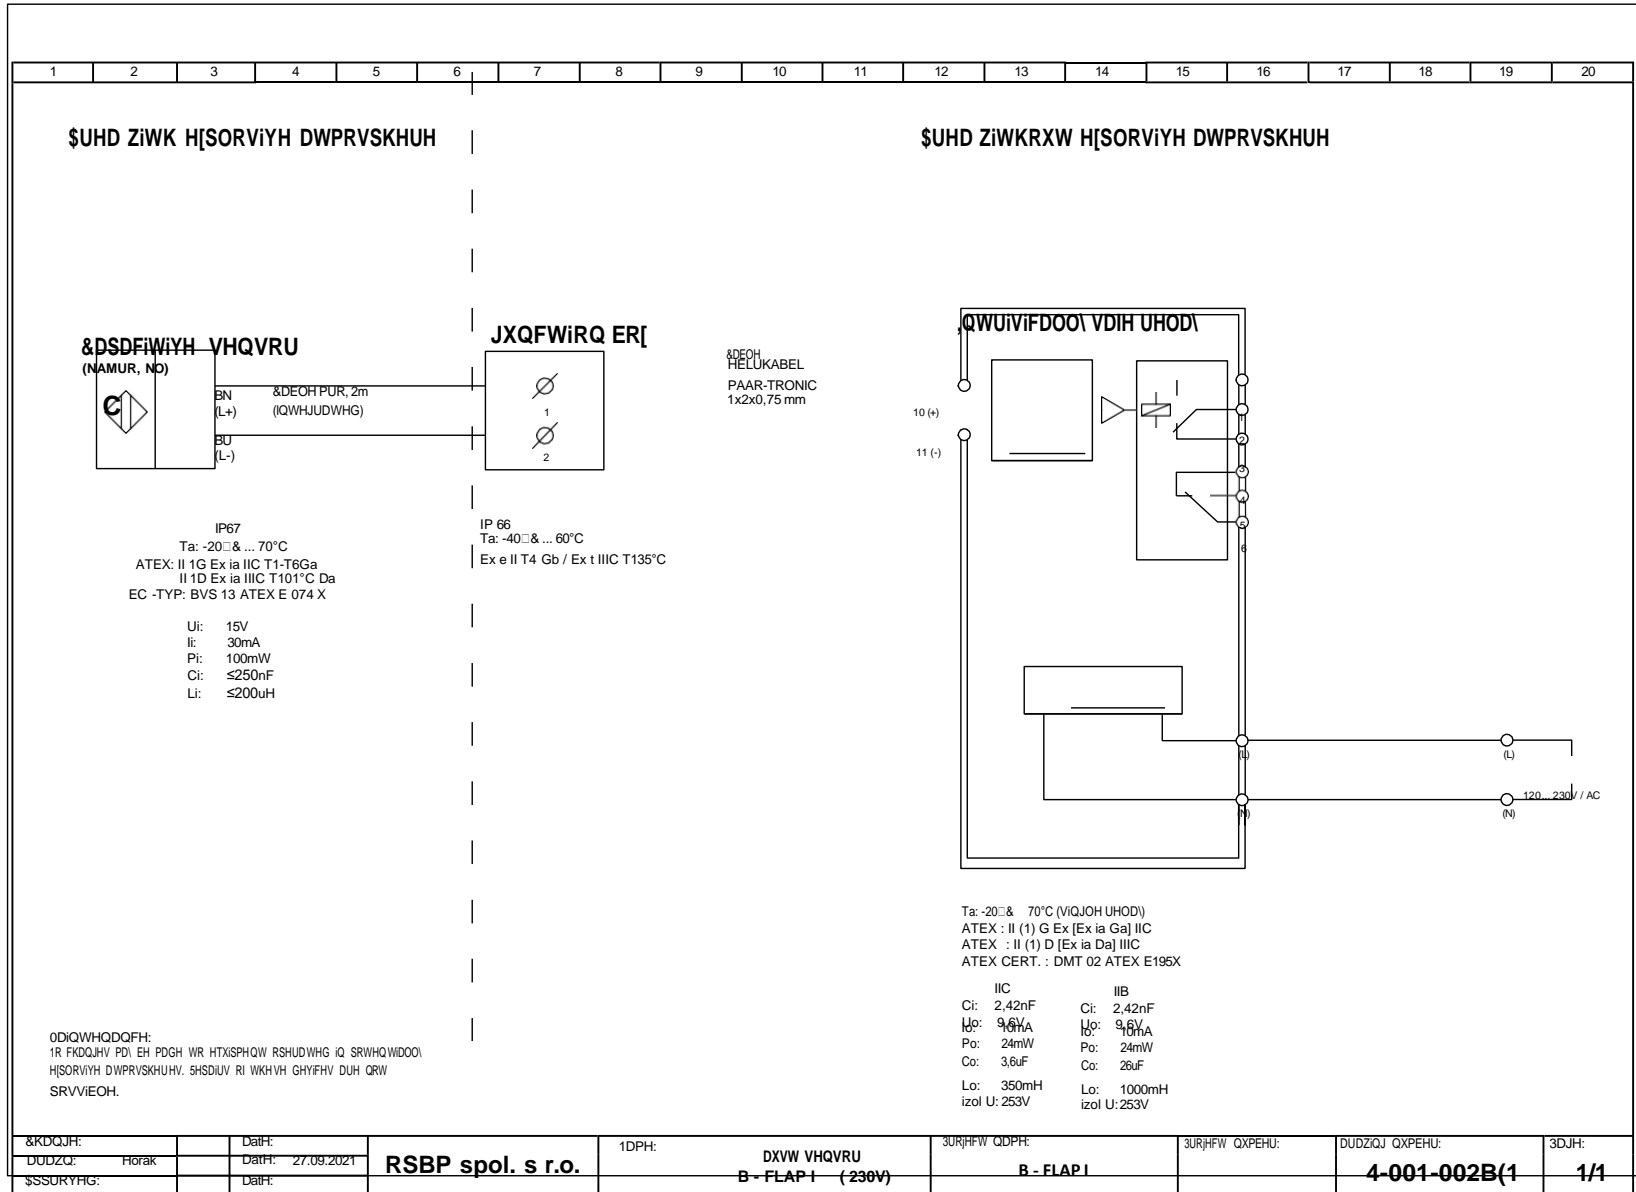 1 2 3 4 5 6 7 8 9 10 11 12 13 14 15 16 17 18 19 20
$UHD ZiWK H[SORViYH DWPRVSKHUH
$UHD ZiWKRXW H[SORViYH DWPRVSKHUH
&DSDFiWiYH VHQVRU
(NAMUR, NO)
C
BN
(L+)
BU
(L-)
&DEOH PUR, 2m
(IQWHJUDWHG)
JXQFWiRQ ER[
1
2
&DEOH
HELUKABEL
PAAR-TRONIC
1x2x0,75 mm
,QWUiViFDOO\ VDIH UHOD\
10 (+)
11 (-)
1
2
3
4
5
6
IP67
Ta: -20□& ... 70°C
ATEX: II 1G Ex ia IIC T1-T6Ga
II 1D Ex ia IIIC T101°C Da
EC -TYP: BVS 13 ATEX E 074 X
Ui: 15V
Ii: 30mA
Pi: 100mW
Ci: ≤250nF
Li: ≤200uH
IP 66
Ta: -40□& ... 60°C
Ex e II T4 Gb / Ex t IIIC T135°C
(L)
(L)
(N)
(N)
120... 230V / AC
Ta: -20□& 70°C (ViQJOH UHOD\)
ATEX : II (1) G Ex [Ex ia Ga] IIC
ATEX : II (1) D [Ex ia Da] IIIC
ATEX CERT. : DMT 02 ATEX E195X
IIC
Ci: 2,42nF
Uo: 9,6V
Io: 10mA
Po: 24mW
Co: 3,6uF
Lo: 350mH
izol U: 253V
IIB
Ci: 2,42nF
Uo: 9,6V
Io: 10mA
Po: 24mW
Co: 26uF
Lo: 1000mH
izol U: 253V
0DiQWHQDQFH:
1R FKDQJHV PD\ EH PDGH WR HTXiSPHQW RSHUDWHG iQ SRWHQWiDOO\
H[SORViYH DWPRVSKHUHV. 5HSDiUV RI WKHVH GHYiFHV DUH QRW
SRVViEOH.
&KDQJH:
DatH:
DUDZQ: Horak
DatH: 27.09.2021
$SSURYHG:
DatH:
RSBP spol. s r.o.
1DPH:
DXVW VHQVRU
B - FLAP I ( 230V)
3URjHFW QDPH:
B - FLAP I
3URjHFW QXPEHU:
DUDZiQJ QXPEHU:
4-001-002B(1
3DJH:
1/1